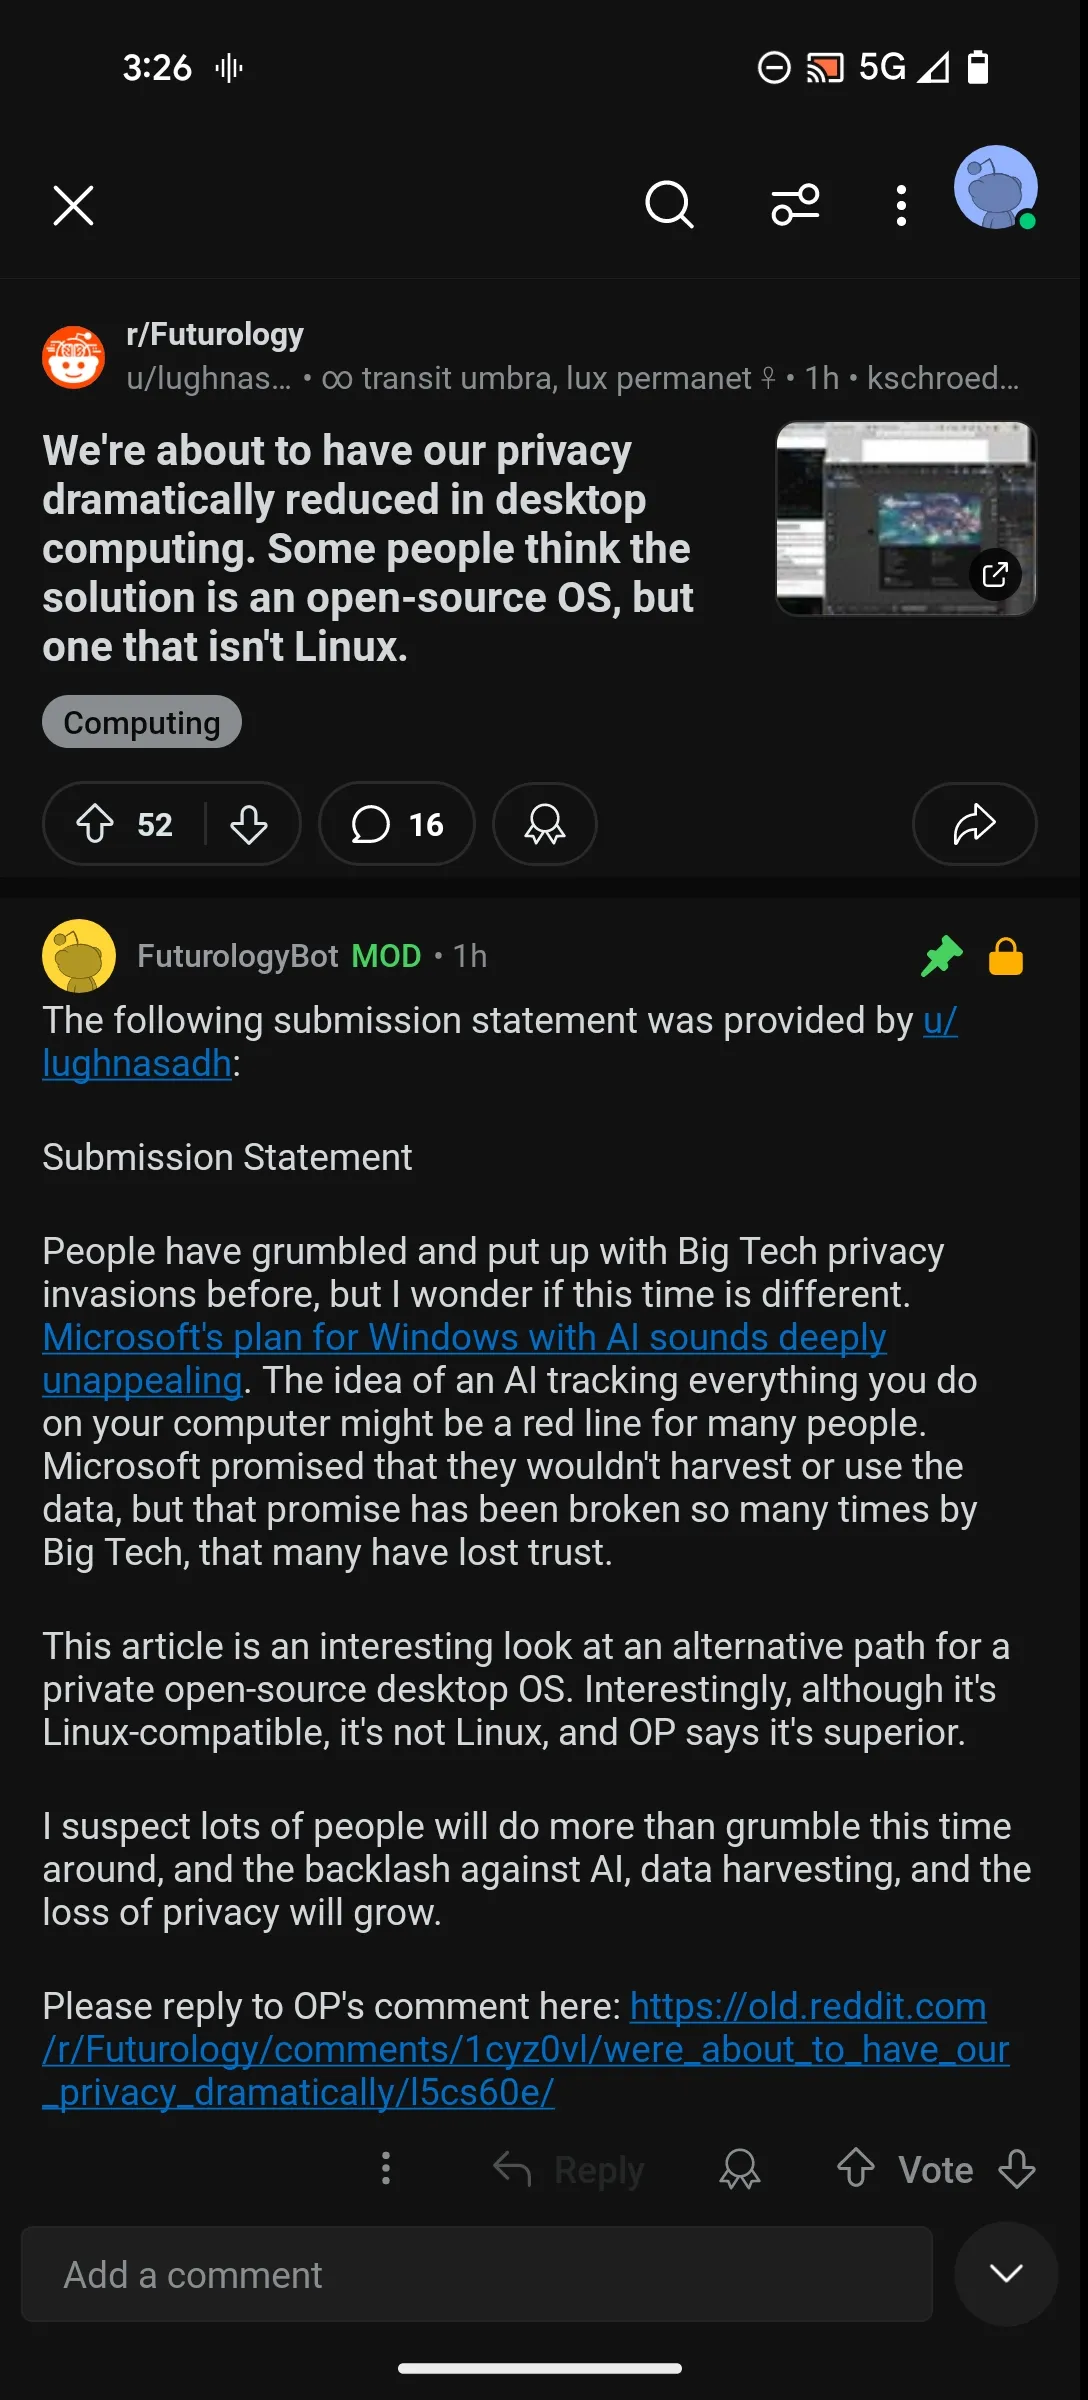 3:26
5G
r/Futurology
u/lughnas... • ∞ transit umbra, lux permanet ♀ • 1h • kschroed...
We're about to have our privacy
dramatically reduced in desktop
computing. Some people think the
solution is an open-source OS, but
one that isn't Linux.
Computing
52
16
FuturologyBot MOD • 1h
The following submission statement was provided by u/
lughnasadh:
Submission Statement
People have grumbled and put up with Big Tech privacy
invasions before, but I wonder if this time is different.
Microsoft's plan for Windows with AI sounds deeply
unappealing. The idea of an AI tracking everything you do
on your computer might be a red line for many people.
Microsoft promised that they wouldn't harvest or use the
data, but that promise has been broken so many times by
Big Tech, that many have lost trust.
This article is an interesting look at an alternative path for a
private open-source desktop OS. Interestingly, although it's
Linux-compatible, it's not Linux, and OP says it's superior.
I suspect lots of people will do more than grumble this time
around, and the backlash against AI, data harvesting, and the
loss of privacy will grow.
Please reply to OP's comment here: https://old.reddit.com
/r/Futurology/comments/1cyz0vl/were_about_to_have_our
_privacy_dramatically/l5cs60e/
Reply
Vote
Add a comment